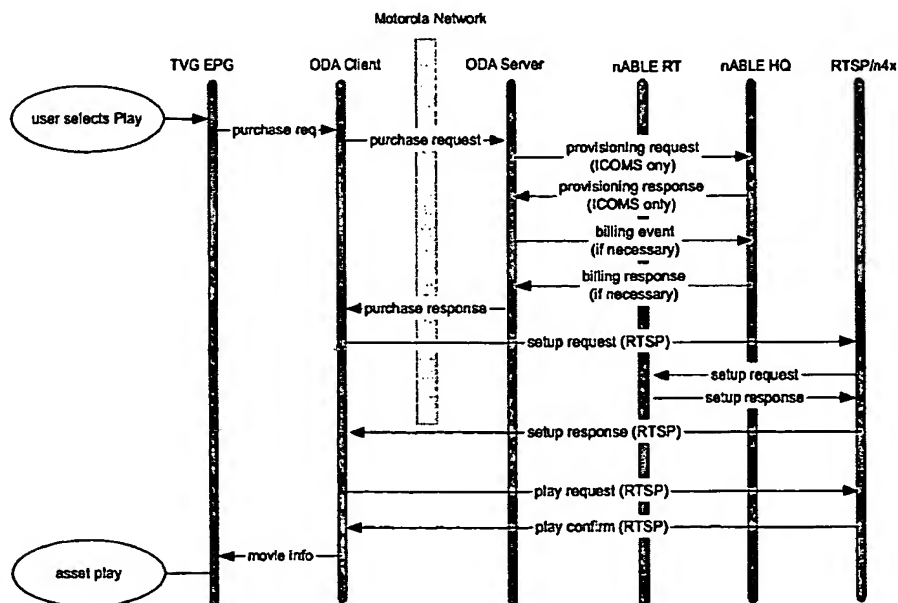 Motorola Network
TVG EPG
ODA Client
ODA Server
nABLE RT
nABLE HQ
RTSP/n4x
user selects Play
purchase req
purchase request
provisioning request
(ICOMS only)
provisioning response
(ICOMS only)
billing event
(if necessary)
billing response
(if necessary)
purchase response
setup request (RTSP)
setup request
setup response
setup response (RTSP)
play request (RTSP)
play confirm (RTSP)
movie info
asset play